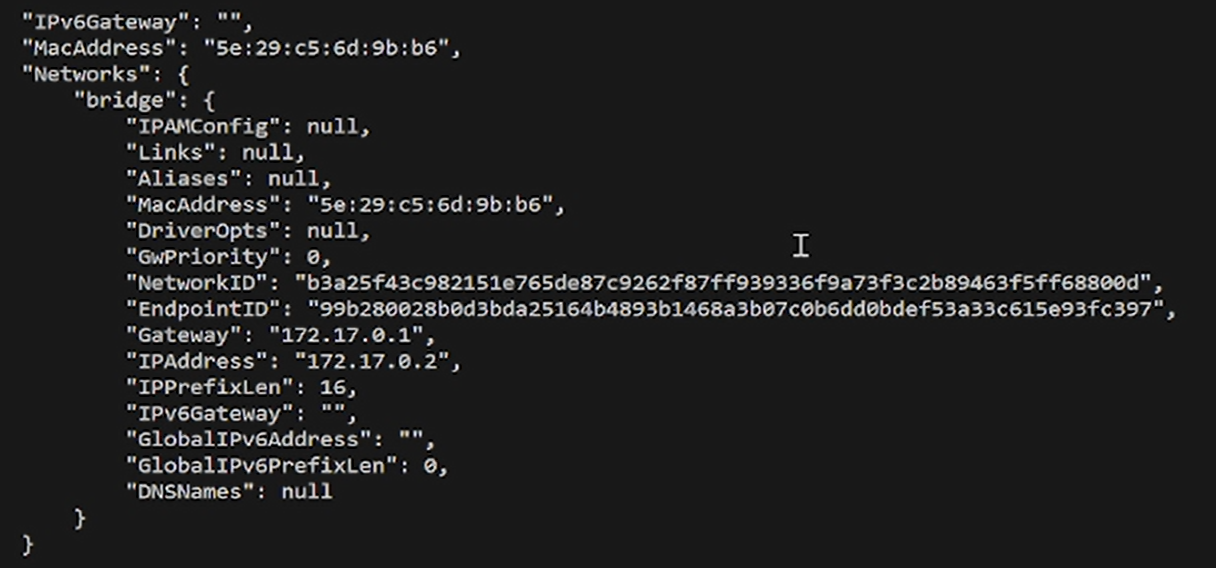 "IPv6Gateway": "",
"MacAddress": "5e:29:c5:6d:9b:b6",
"Networks": {
"bridge": {
"IPAMConfig": null,
"Links": null,
"Aliases": null,
"MacAddress": "5e:29:c5:6d:9b:b6",
"DriverOpts": null,
"GwPriority": 0,
"NetworkID": "b3a25f43c982151e765de87c9262f87ff939336f9a73f3c2b89463f5ff68800d",
"EndpointID": "99b280028b0d3bda25164b4893b1468a3b07c0b6dd0bdef53a33c615e93fc397",
"Gateway": "172.17.0.1",
"IPAddress": "172.17.0.2",
"IPPrefixLen": 16,
"IPv6Gateway": "",
"GlobalIPv6Address": "",
"GlobalIPv6PrefixLen": 0,
"DNSNames": null
}
}